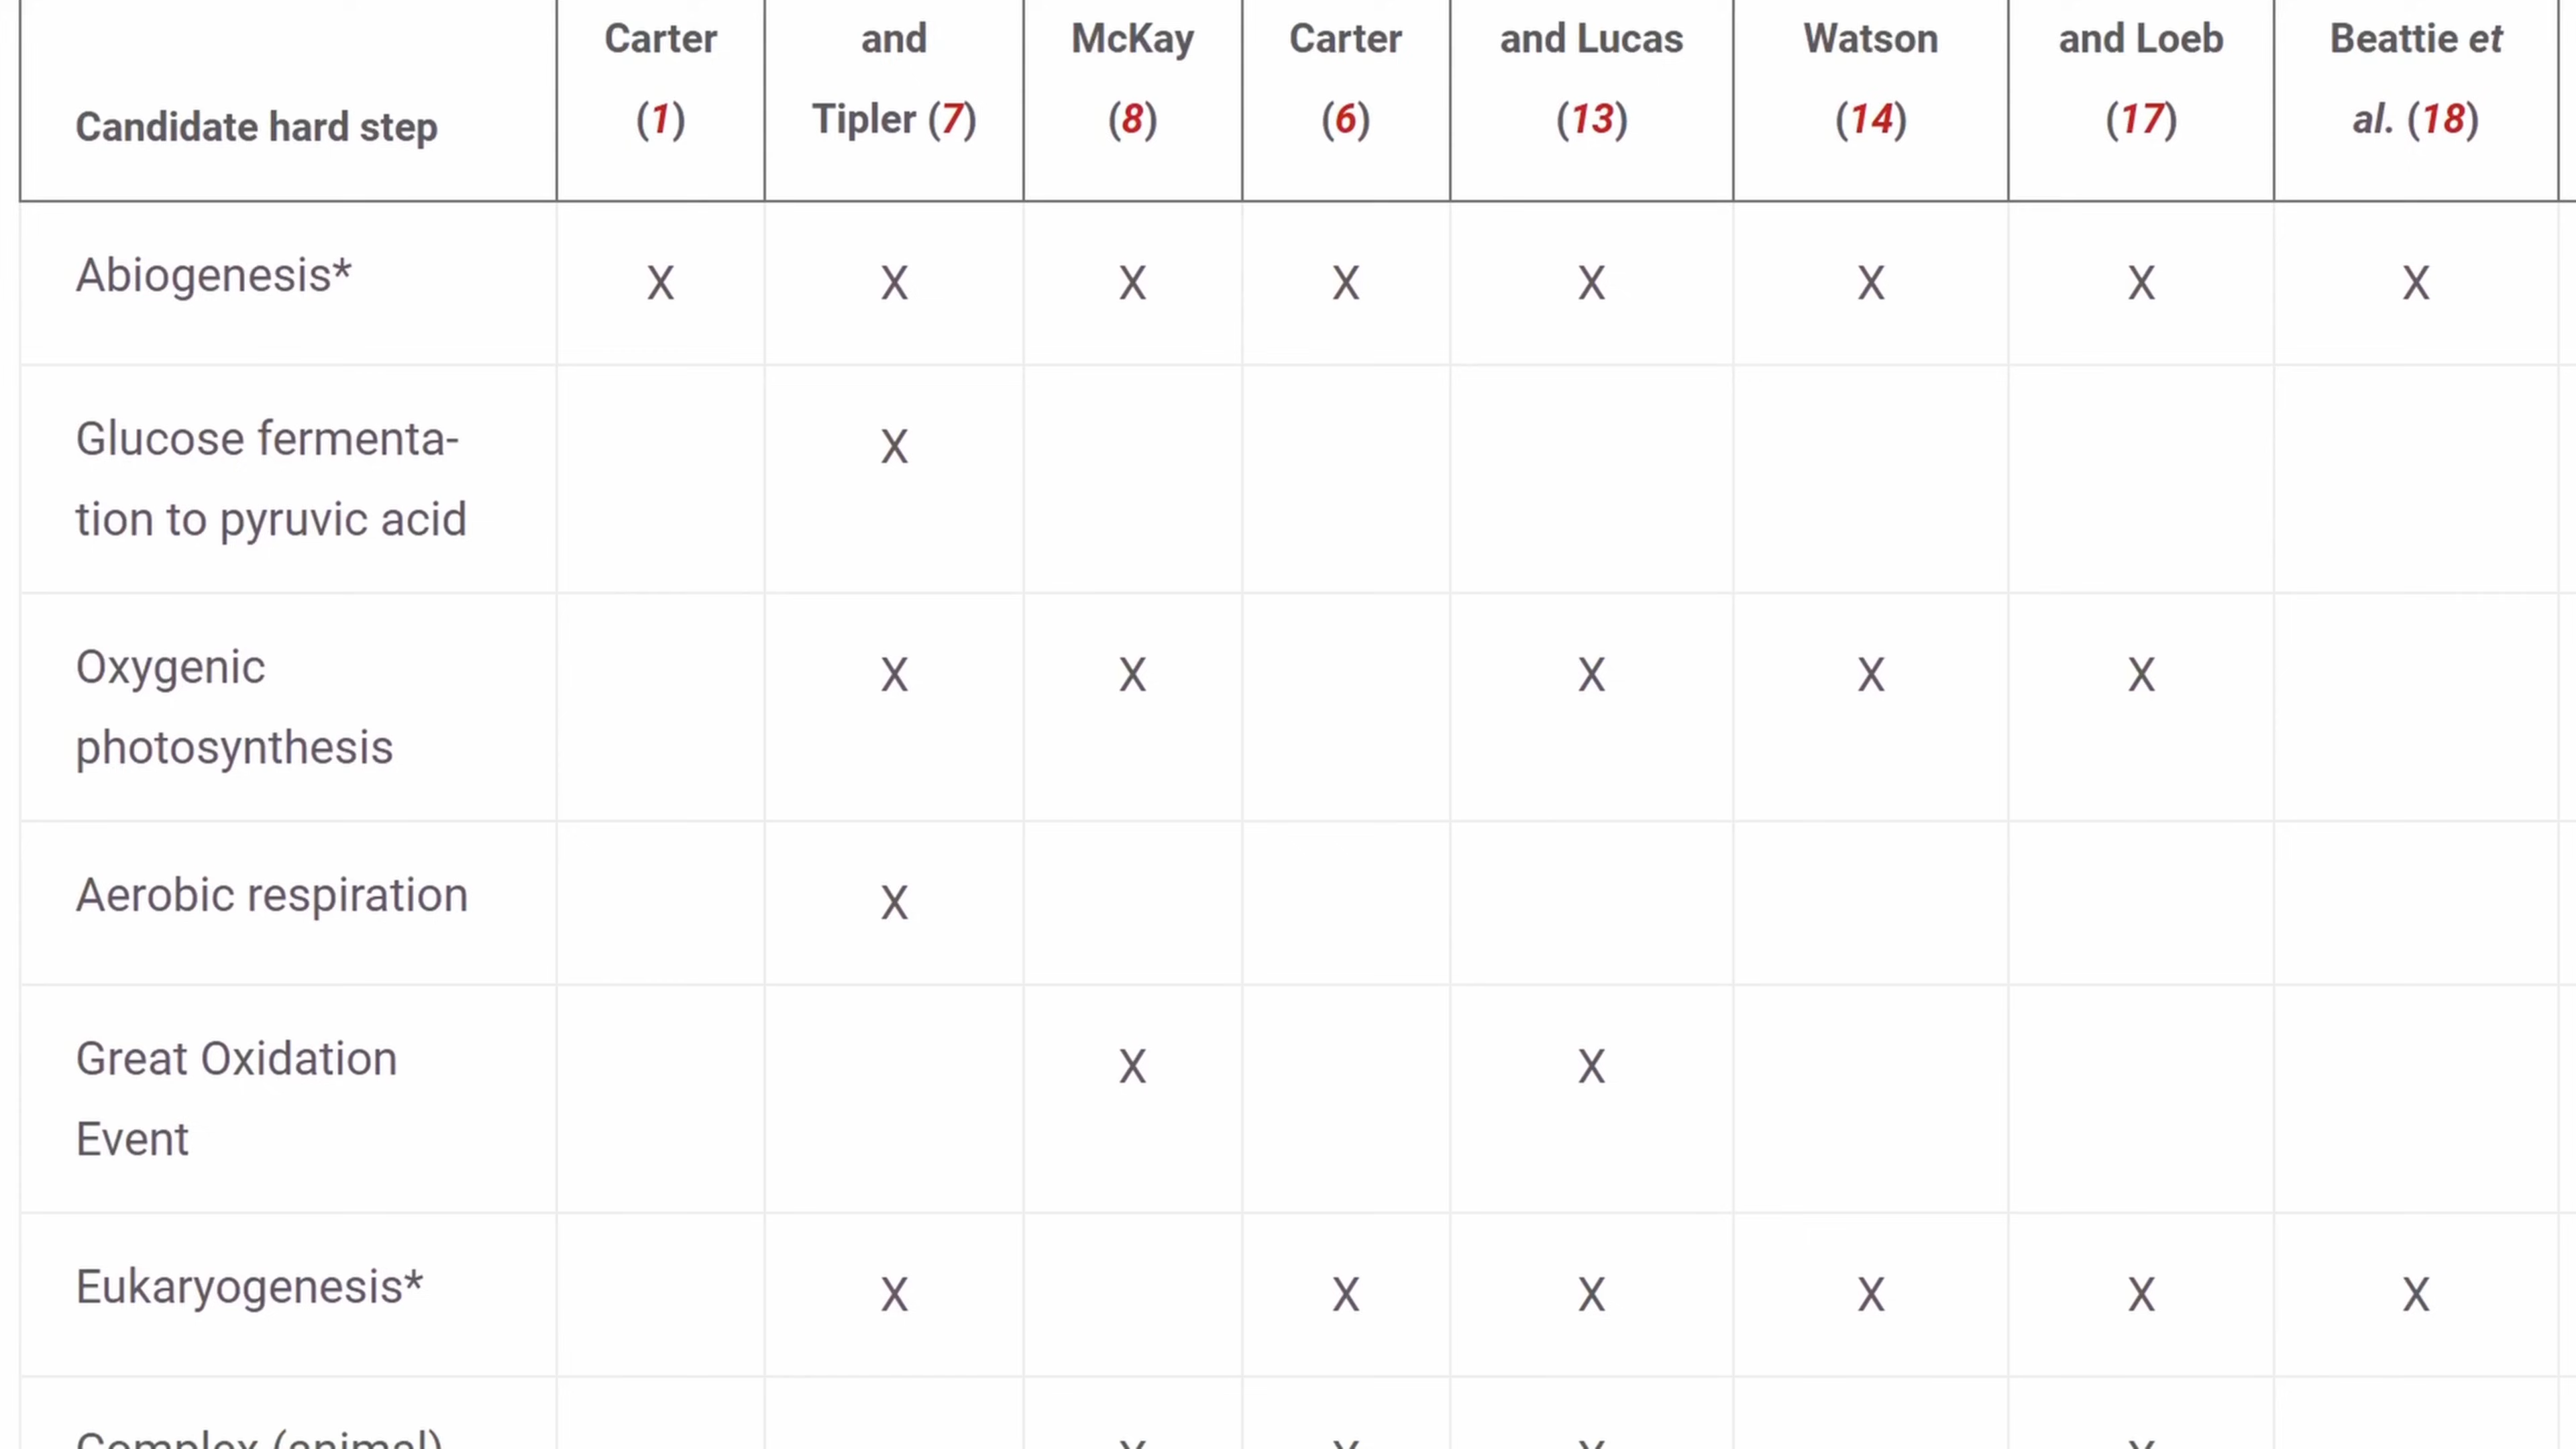 Carter and McKay Carter and Lucas Watson and Loeb Beattie et
Candidate hard step (1) Tipler (7) (8) (6) (13) (14) (17) al. (18)
Abiogenesis* X X X X X X X X
Glucose fermenta- X
tion to pyruvic acid
Oxygenic X X X X X
photosynthesis
Aerobic respiration X
Great Oxidation X X
Event
Eukaryogenesis* X X X X X X
Complex (animal) X X X X